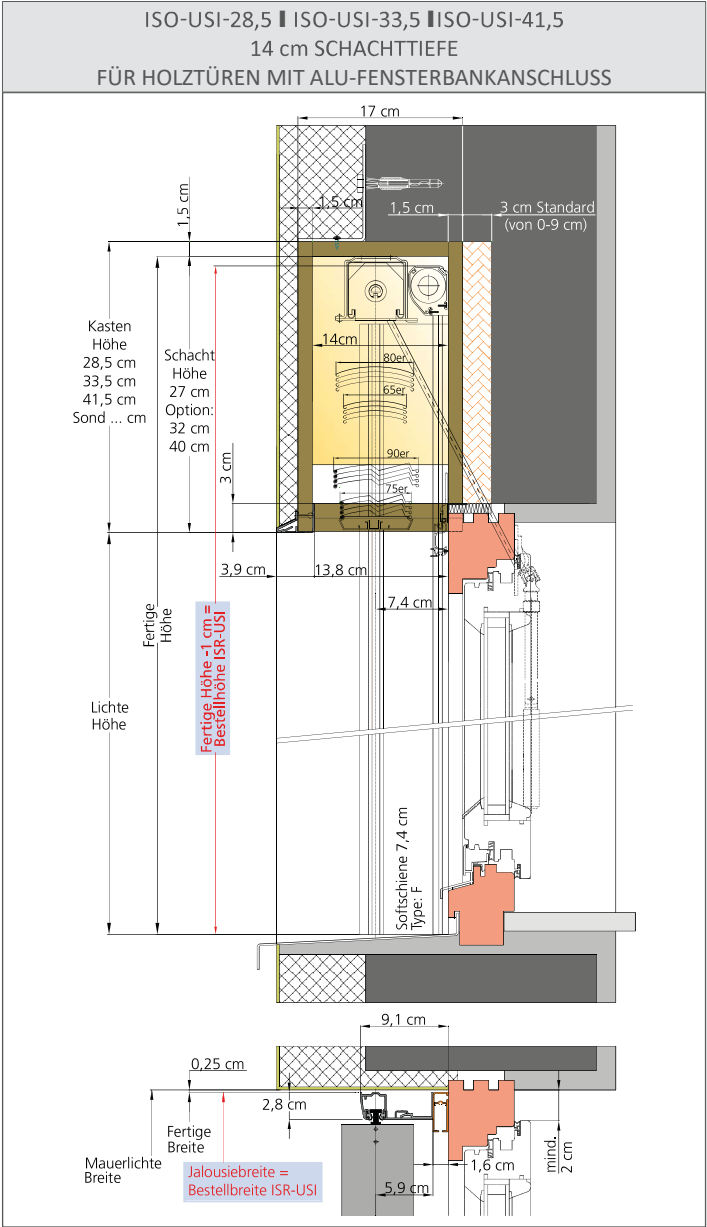 ISO-USI-28,5 I ISO-USI-33,5 I ISO-USI-41,5
14 cm SCHACHTTIEFE
FÜR HOLZTÜREN MIT ALU-FENSTERBANKANSCHLUSS
17 cm
1,5 cm
1,5 cm
1,5 cm
3 cm Standard
(von 0-9 cm)
Kasten
Höhe
28,5 cm
33,5 cm
41,5 cm
Sond ... cm
Schacht
Höhe
27 cm
Option:
32 cm
40 cm
14cm
80er
65er
90er
75er
3 cm
3,9 cm
13,8 cm
7,4 cm
Fertige
Höhe
Fertige Höhe -1 cm =
Bestellhöhe ISR-USI
Lichte
Höhe
Softschiene 7,4 cm
Type: F
9,1 cm
0,25 cm
2,8 cm
Fertige
Breite
Mauerlichte
Breite
Jalousiebreite =
Bestellbreite ISR-USI
5,9 cm
1,6 cm
mind.
2 cm